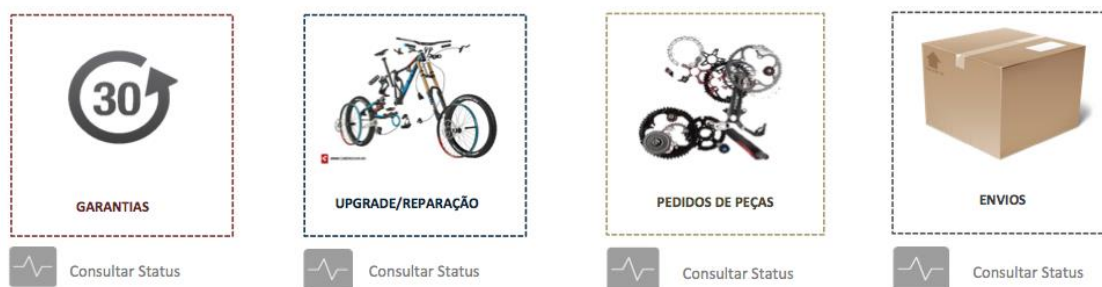 30
GARANTIAS
UPGRADE/REPARAÇÃO
PEDIDOS DE PEÇAS
ENVIOS
Consultar Status
Consultar Status
Consultar Status
Consultar Status